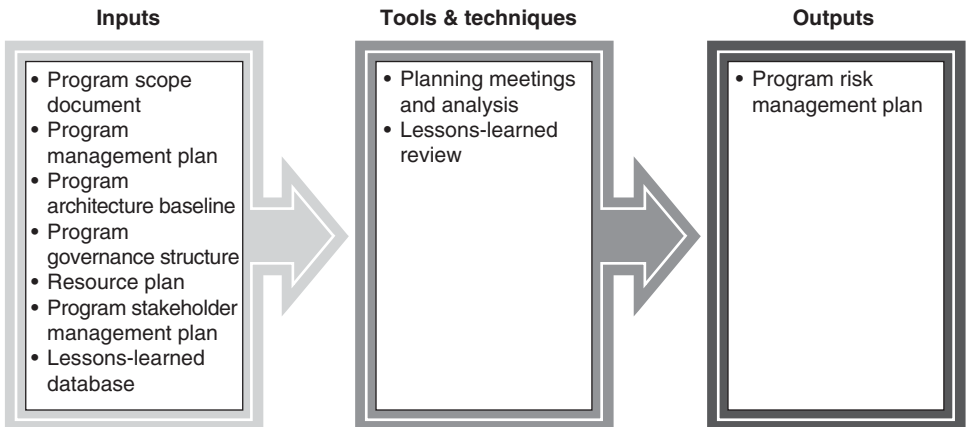 Inputs
• Program scope
document
• Program
management plan
• Program
architecture baseline
• Program
governance structure
• Resource plan
• Program stakeholder
management plan
• Lessons-learned
database
Tools & techniques
• Planning meetings
and analysis
• Lessons-learned
review
Outputs
• Program risk
management plan